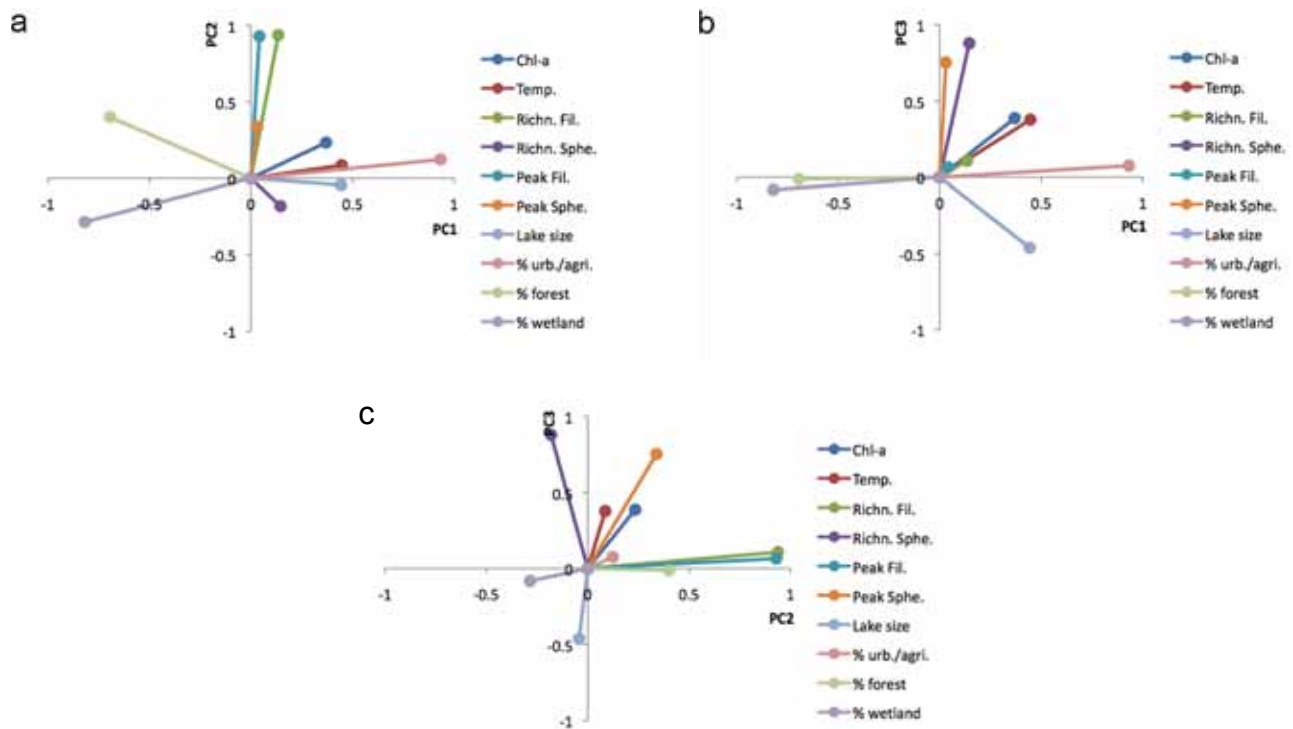 a
PC2
1
0.5
0
-0.5
-1
-1
-0.5
0
0.5
1
PC1
Chl-a
Temp.
Richn. Fil.
Richn. Sphe.
Peak Fil.
Peak Sphe.
Lake size
% urb./agri.
% forest
% wetland
b
PC3
1
0.5
0
-0.5
-1
-1
-0.5
0
0.5
1
PC1
Chl-a
Temp.
Richn. Fil.
Richn. Sphe.
Peak Fil.
Peak Sphe.
Lake size
% urb./agri.
% forest
% wetland
c
PC3
1
0.5
0
-0.5
-1
-1
-0.5
0
0.5
1
PC2
Chl-a
Temp.
Richn. Fil.
Richn. Sphe.
Peak Fil.
Peak Sphe.
Lake size
% urb./agri.
% forest
% wetland